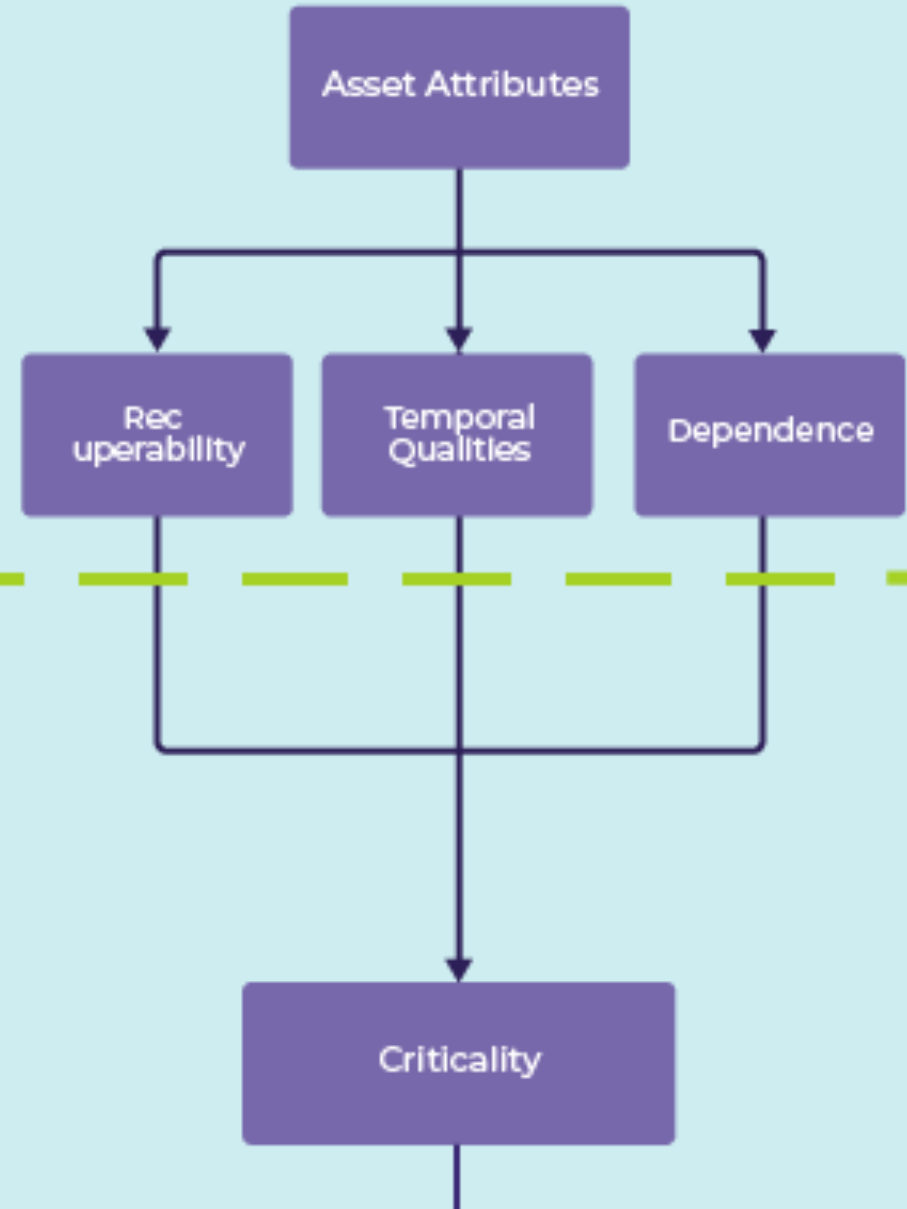 Asset Attributes
Rec
uperability
Temporal
Qualities
Dependence
Criticality